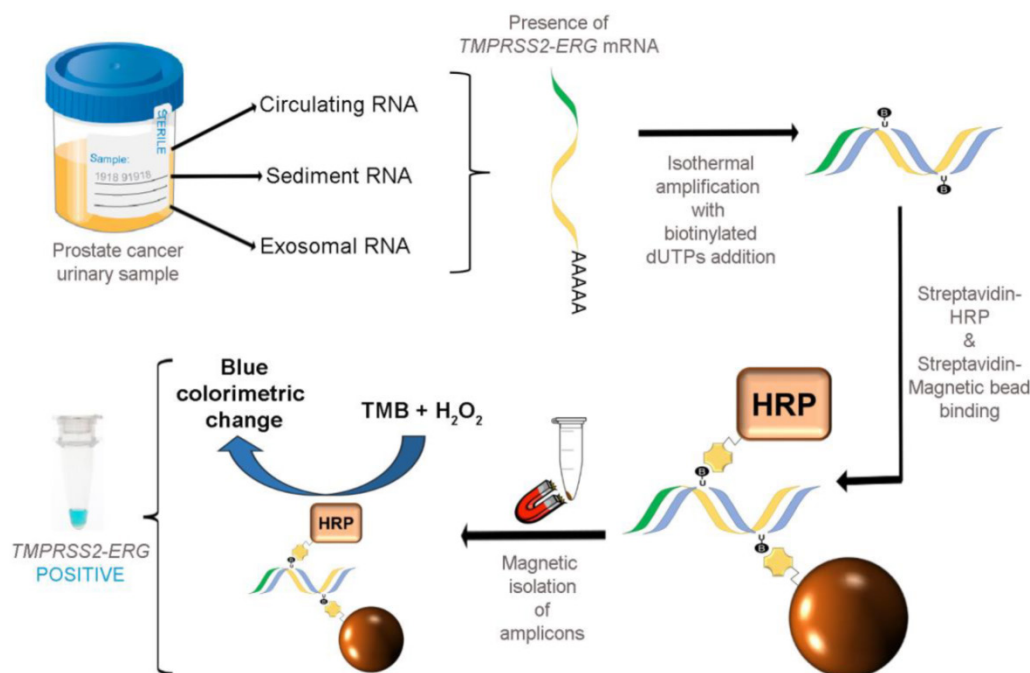 Presence of
TMPRSS2-ERG mRNA
STERILE
Sample:
1918 91918
Prostate cancer
urinary sample
Circulating RNA
Sediment RNA
Exosomal RNA
AAAAA
Isothermal
amplification
with
biotinylated
dUTPs addition
B
U
U
B
Streptavidin-
HRP
&
Streptavidin-
Magnetic bead
binding
HRP
B
U
U
B
Magnetic
isolation
of
amplicons
Blue
colorimetric
change
TMB + H₂O₂
HRP
B
U
U
B
TMPRSS2-ERG
POSITIVE